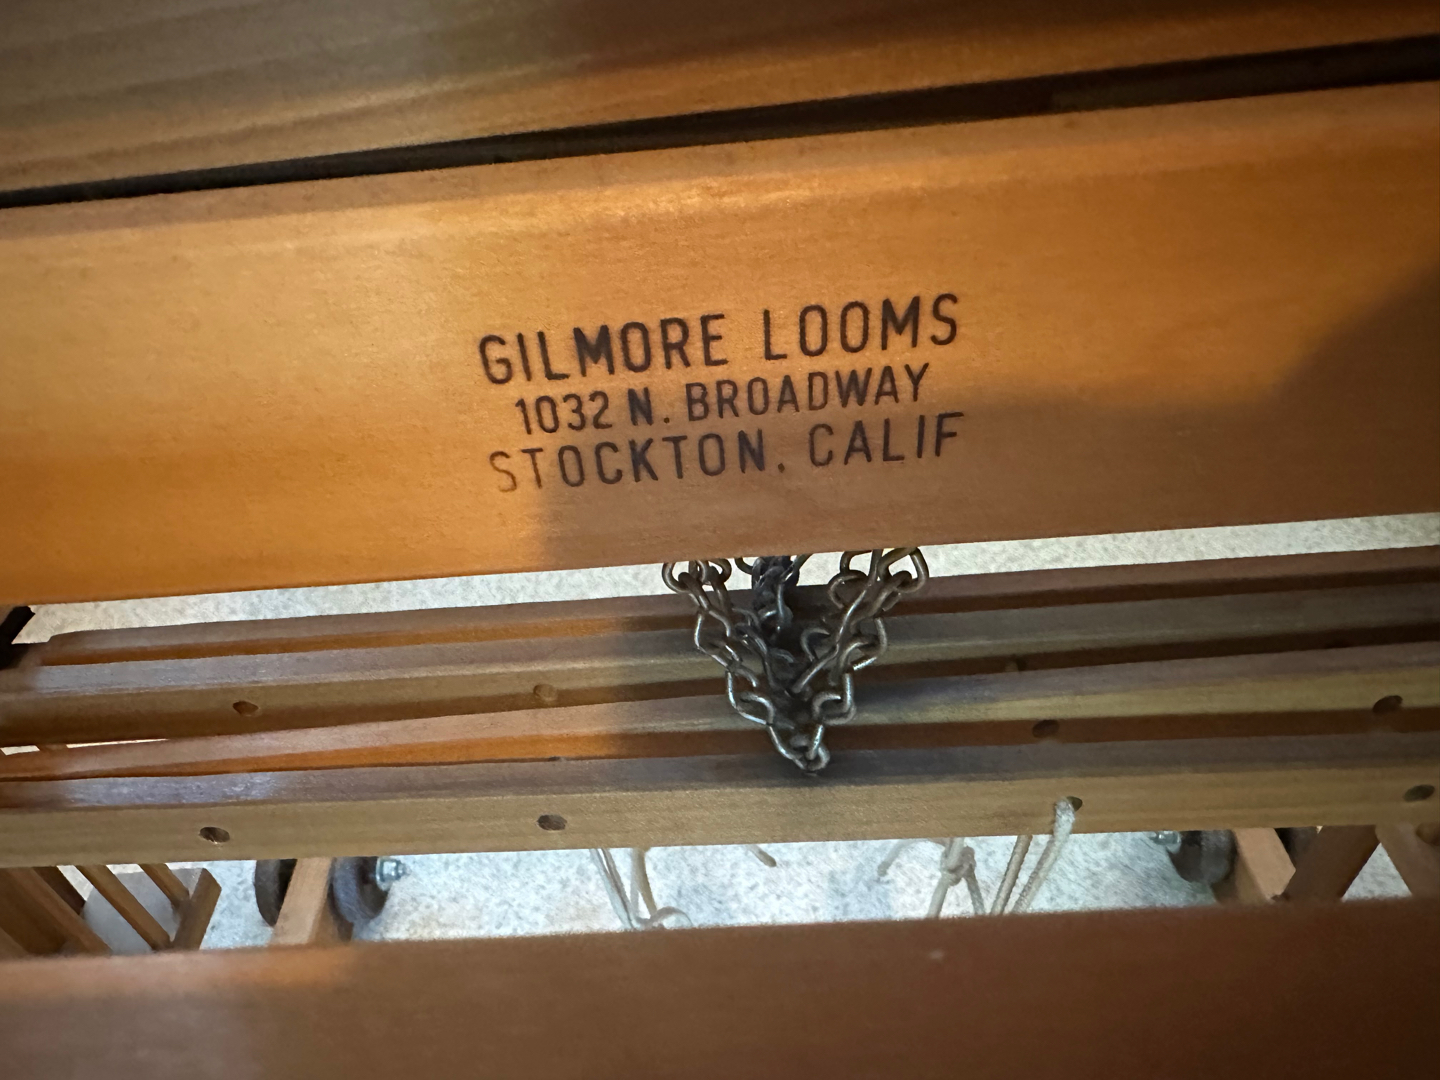 GILMORE LOOMS
1032 N. BROADWAY
STOCKTON, CALIF